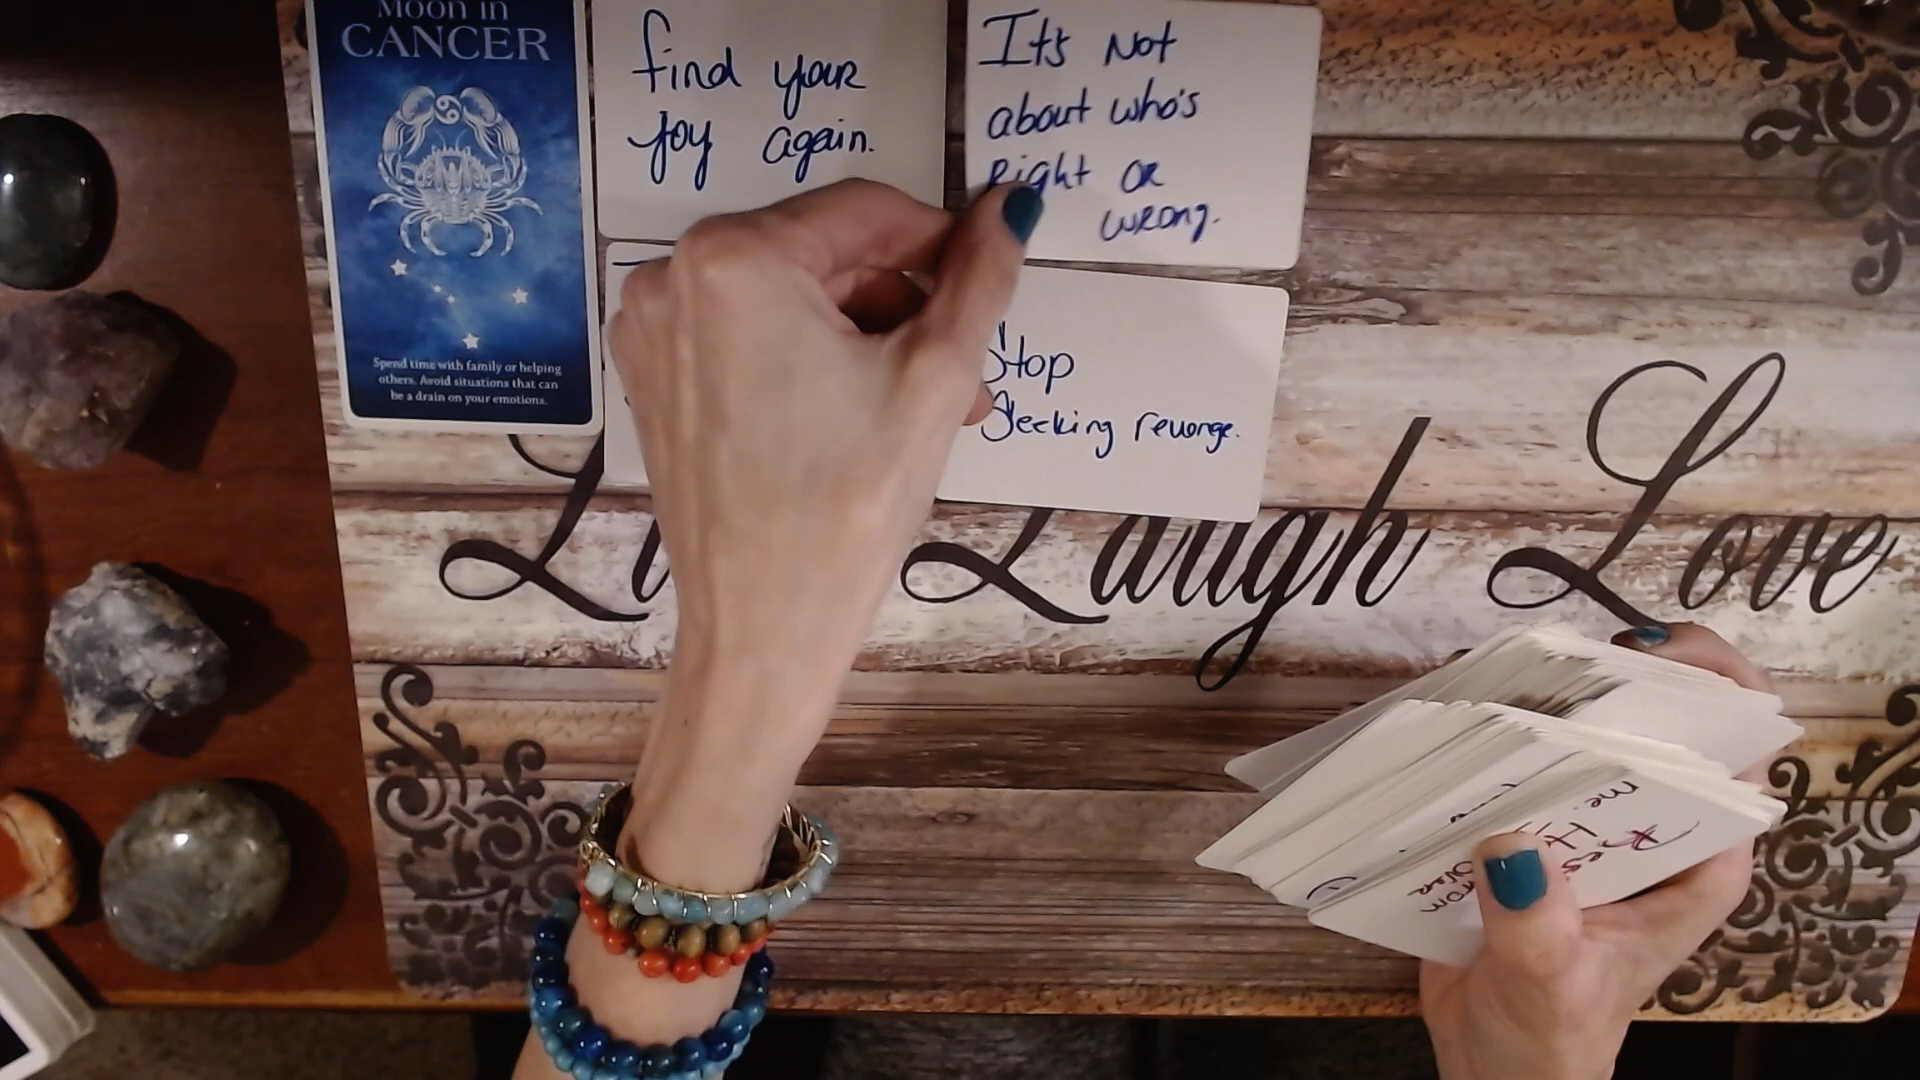 Moon in
CANCER
Spend time with family or helping
others. Avoid situations that can
be a drain on your emotions.
find your
joy again.
It's Not
about who's
Right OR
wrong.
Stop
Seeking revenge.
Laugh Love
me.